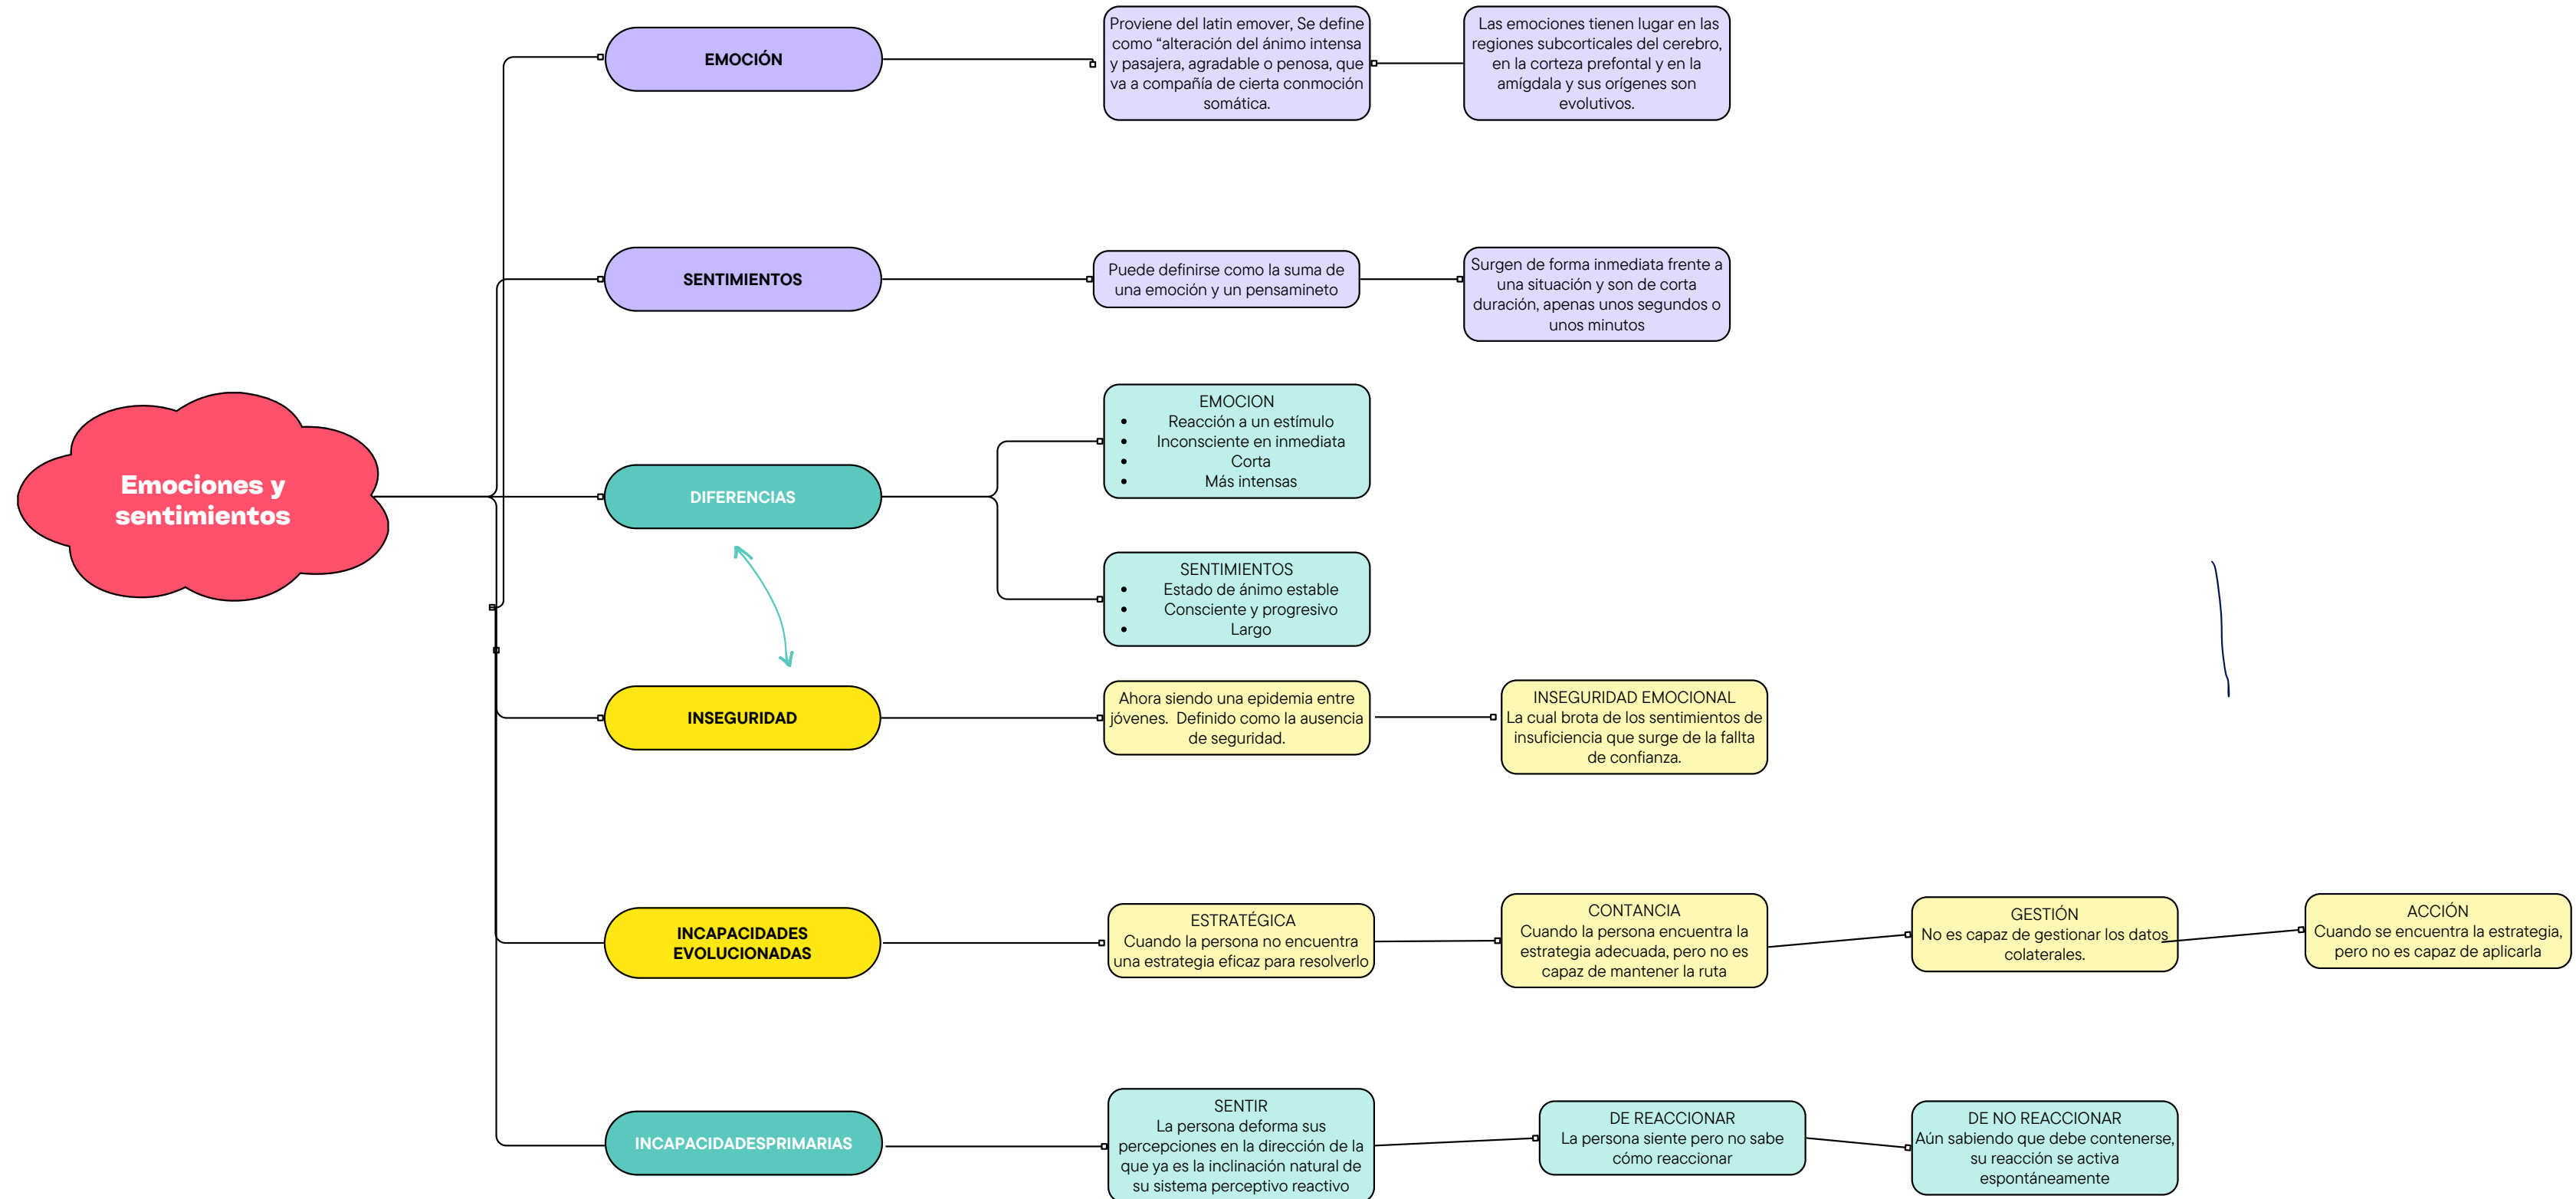 EMOCIÓN
Proviene del latin emover, Se define
como “alteración del ánimo intensa
y pasajera, agradable o penosa, que
va a compañía de cierta conmoción
somática.
Las emociones tienen lugar en las
regiones subcorticales del cerebro,
en la corteza prefontal y en la
amígdala y sus orígenes son
evolutivos.
SENTIMIENTOS
Puede definirse como la suma de
una emoción y un pensamineto
Surgen de forma inmediata frente a
una situación y son de corta
duración, apenas unos segundos o
unos minutos
Emociones y
sentimientos
DIFERENCIAS
EMOCION
• Reacción a un estímulo
• Inconsciente en inmediata
• Corta
• Más intensas
SENTIMIENTOS
• Estado de ánimo estable
• Consciente y progresivo
• Largo
INSEGURIDAD
Ahora siendo una epidemia entre
jóvenes. Definido como la ausencia
de seguridad.
INSEGURIDAD EMOCIONAL
La cual brota de los sentimientos de
insuficiencia que surge de la fallta
de confianza.
INCAPACIDADES
EVOLUCIONADAS
ESTRATÉGICA
Cuando la persona no encuentra
una estrategia eficaz para resolverlo
CONTANCIA
Cuando la persona encuentra la
estrategia adecuada, pero no es
capaz de mantener la ruta
GESTIÓN
No es capaz de gestionar los datos
colaterales.
ACCIÓN
Cuando se encuentra la estrategia,
pero no es capaz de aplicarla
INCAPACIDADESPRIMARIAS
SENTIR
La persona deforma sus
percepciones en la dirección de la
que ya es la inclinación natural de
su sistema perceptivo reactivo
DE REACCIONAR
La persona siente pero no sabe
cómo reaccionar
DE NO REACCIONAR
Aún sabiendo que debe contenerse,
su reacción se activa
espontáneamente